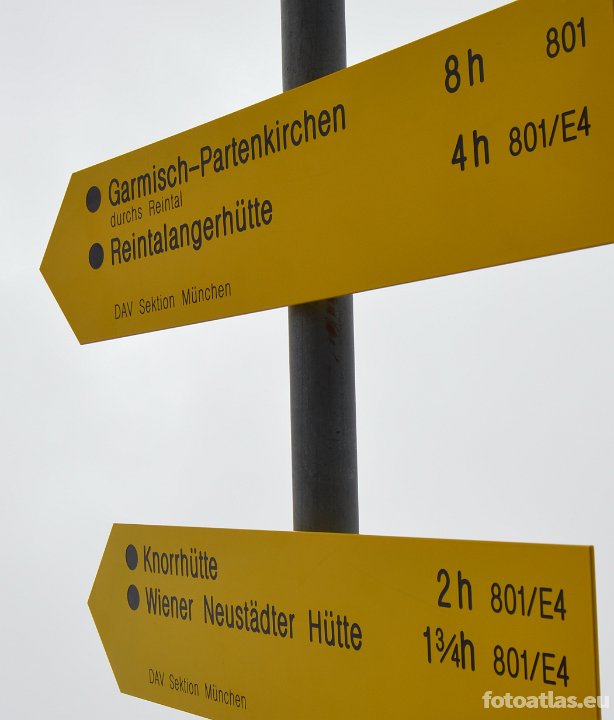 Garmisch-Partenkirchen 8h 801
durchs Reintal
Reintalangerhütte 4h 801/E4
DAV Sektion München
Knorrhütte 2h 801/E4
Wiener Neustädter Hütte 1¾h 801/E4
DAV Sektion München
fotoatlas.eu